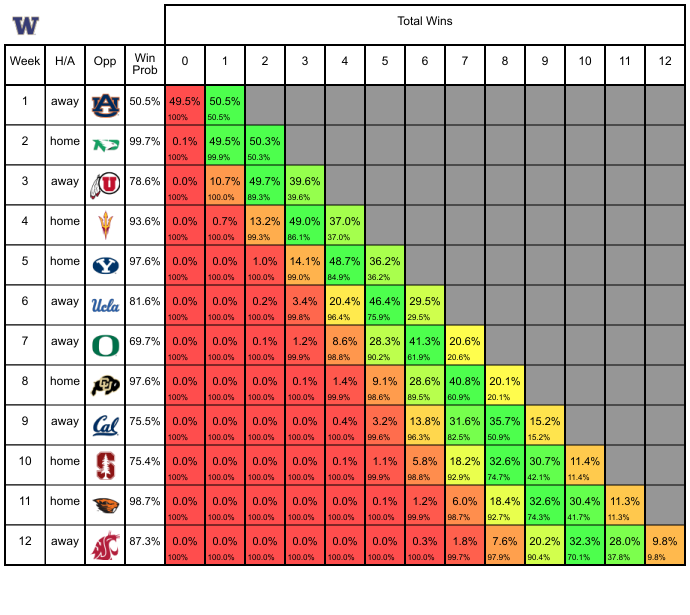 W
Total Wins
Week H/A Opp Win Prob 0 1 2 3 4 5 6 7 8 9 10 11 12
1 away AU 50.5% 49.5% 50.5%
100% 50.5%
2 home ND 99.7% 0.1% 49.5% 50.3%
100% 99.9% 50.3%
3 away U 78.6% 0.0% 10.7% 49.7% 39.6%
100% 100.0% 89.3% 39.6%
4 home 93.6% 0.0% 0.7% 13.2% 49.0% 37.0%
100% 100.0% 99.3% 86.1% 37.0%
5 home Y 97.6% 0.0% 0.0% 1.0% 14.1% 48.7% 36.2%
100% 100.0% 100.0% 99.0% 84.9% 36.2%
6 away Ucla 81.6% 0.0% 0.0% 0.2% 3.4% 20.4% 46.4% 29.5%
100% 100.0% 100.0% 99.8% 96.4% 75.9% 29.5%
7 away O 69.7% 0.0% 0.0% 0.1% 1.2% 8.6% 28.3% 41.3% 20.6%
100% 100.0% 100.0% 99.9% 98.8% 90.2% 61.9% 20.6%
8 home CU 97.6% 0.0% 0.0% 0.0% 0.1% 1.4% 9.1% 28.6% 40.8% 20.1%
100% 100.0% 100.0% 100.0% 99.9% 98.6% 89.5% 60.9% 20.1%
9 away Cal 75.5% 0.0% 0.0% 0.0% 0.0% 0.4% 3.2% 13.8% 31.6% 35.7% 15.2%
100% 100.0% 100.0% 100.0% 100.0% 99.6% 96.3% 82.5% 50.9% 15.2%
10 home S 75.4% 0.0% 0.0% 0.0% 0.0% 0.1% 1.1% 5.8% 18.2% 32.6% 30.7% 11.4%
100% 100.0% 100.0% 100.0% 100.0% 99.9% 98.8% 92.9% 74.7% 42.1% 11.4%
11 home 98.7% 0.0% 0.0% 0.0% 0.0% 0.0% 0.1% 1.2% 6.0% 18.4% 32.6% 30.4% 11.3%
100% 100.0% 100.0% 100.0% 100.0% 100.0% 99.9% 98.7% 92.7% 74.3% 41.7% 11.3%
12 away 87.3% 0.0% 0.0% 0.0% 0.0% 0.0% 0.0% 0.3% 1.8% 7.6% 20.2% 32.3% 28.0% 9.8%
100% 100.0% 100.0% 100.0% 100.0% 100.0% 100.0% 99.7% 97.9% 90.4% 70.1% 37.8% 9.8%